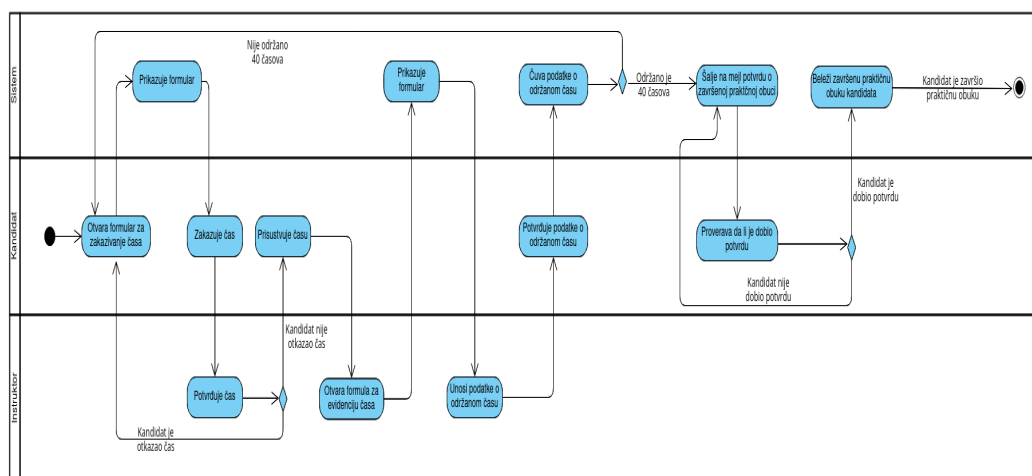 Sistem
Nije održano
40 časova
Prikazuje formular
Prikazuje
formular
Čuva podatke o
održanom času
Održano je
40 časova
Šalje na mejl potvrdu o
završenoj praktčnoj obuci
Beleži završenu praktičnu
obuku kandidata
Kandidat je završio
praktičnu obuku
Kandidat
Otvara formular za
zakazivanje časa
Zakazuje čas
Prisustvuje času
Potvrđuje podatke o
održanom času
Proverava da li je dobio
potvrdu
Kandidat je
dobio potvrdu
Kandidat nije
dobio potvrdu
Instruktor
Kandidat nije
otkazao čas
Potvrđuje čas
Otvara formula za
evidenciju časa
Unosi podatke o
održanom času
Kandidat je
otkazao čas